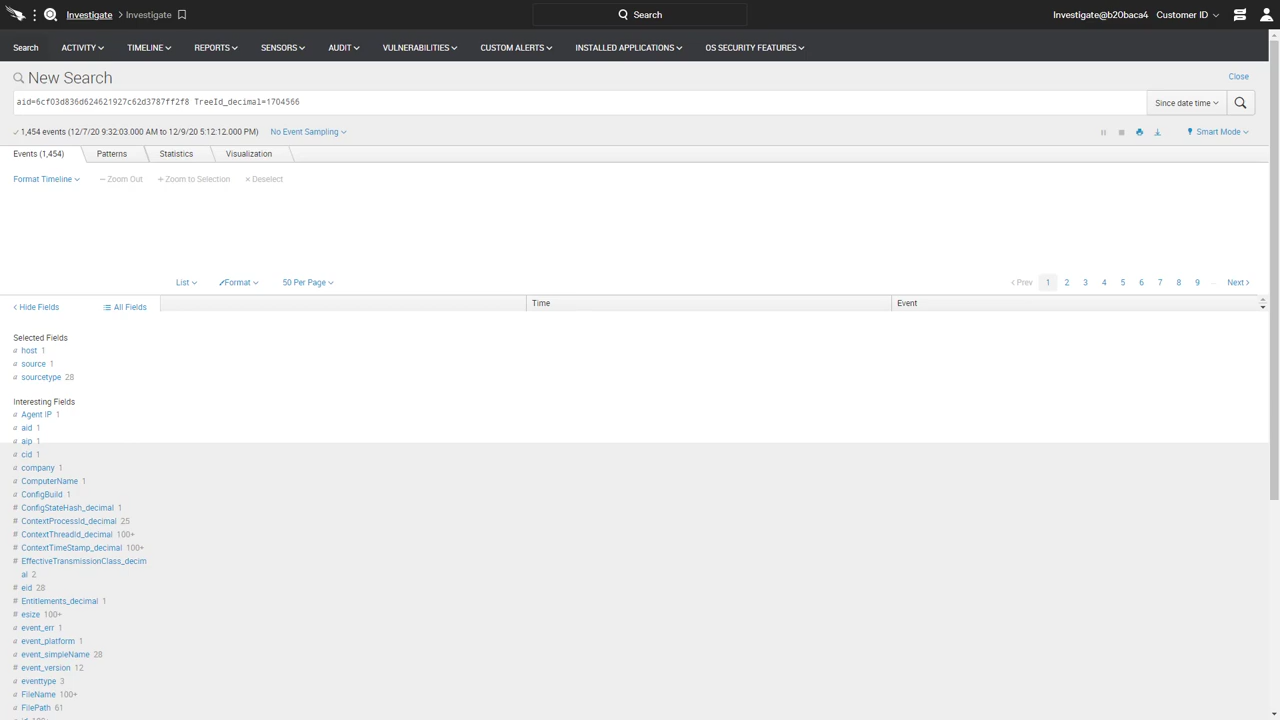 Investigate Investigate Search Investigate@b20baca4 Customer ID
Search ACTIVITY TIMELINE REPORTS SENSORS AUDIT VULNERABILITIES CUSTOM ALERTS INSTALLED APPLICATIONS OS SECURITY FEATURES
New Search Close
aid=6cf03d836d624621927c62d3787ff2f8 TreeId_decimal=1704566 Since date time
✓ 1,454 events (12/7/20 9:32:03.000 AM to 12/9/20 5:12:12.000 PM) No Event Sampling Smart Mode
Events (1,454) Patterns Statistics Visualization
Format Timeline − Zoom Out + Zoom to Selection × Deselect
List Format 50 Per Page < Prev 1 2 3 4 5 6 7 8 9 ... Next >
< Hide Fields All Fields Time Event
Selected Fields
a host 1
a source 1
a sourcetype 28
Interesting Fields
a Agent IP 1
a aid 1
a aip 1
a cid 1
a company 1
a ComputerName 1
a ConfigBuild 1
# ConfigStateHash_decimal 1
# ContextProcessId_decimal 25
# ContextThreadId_decimal 100+
# ContextTimeStamp_decimal 100+
# EffectiveTransmissionClass_decim
al 2
# eid 28
# Entitlements_decimal 1
# esize 100+
a event_err 1
a event_platform 1
a event_simpleName 28
# event_version 12
a eventtype 3
a FileName 100+
a FilePath 61